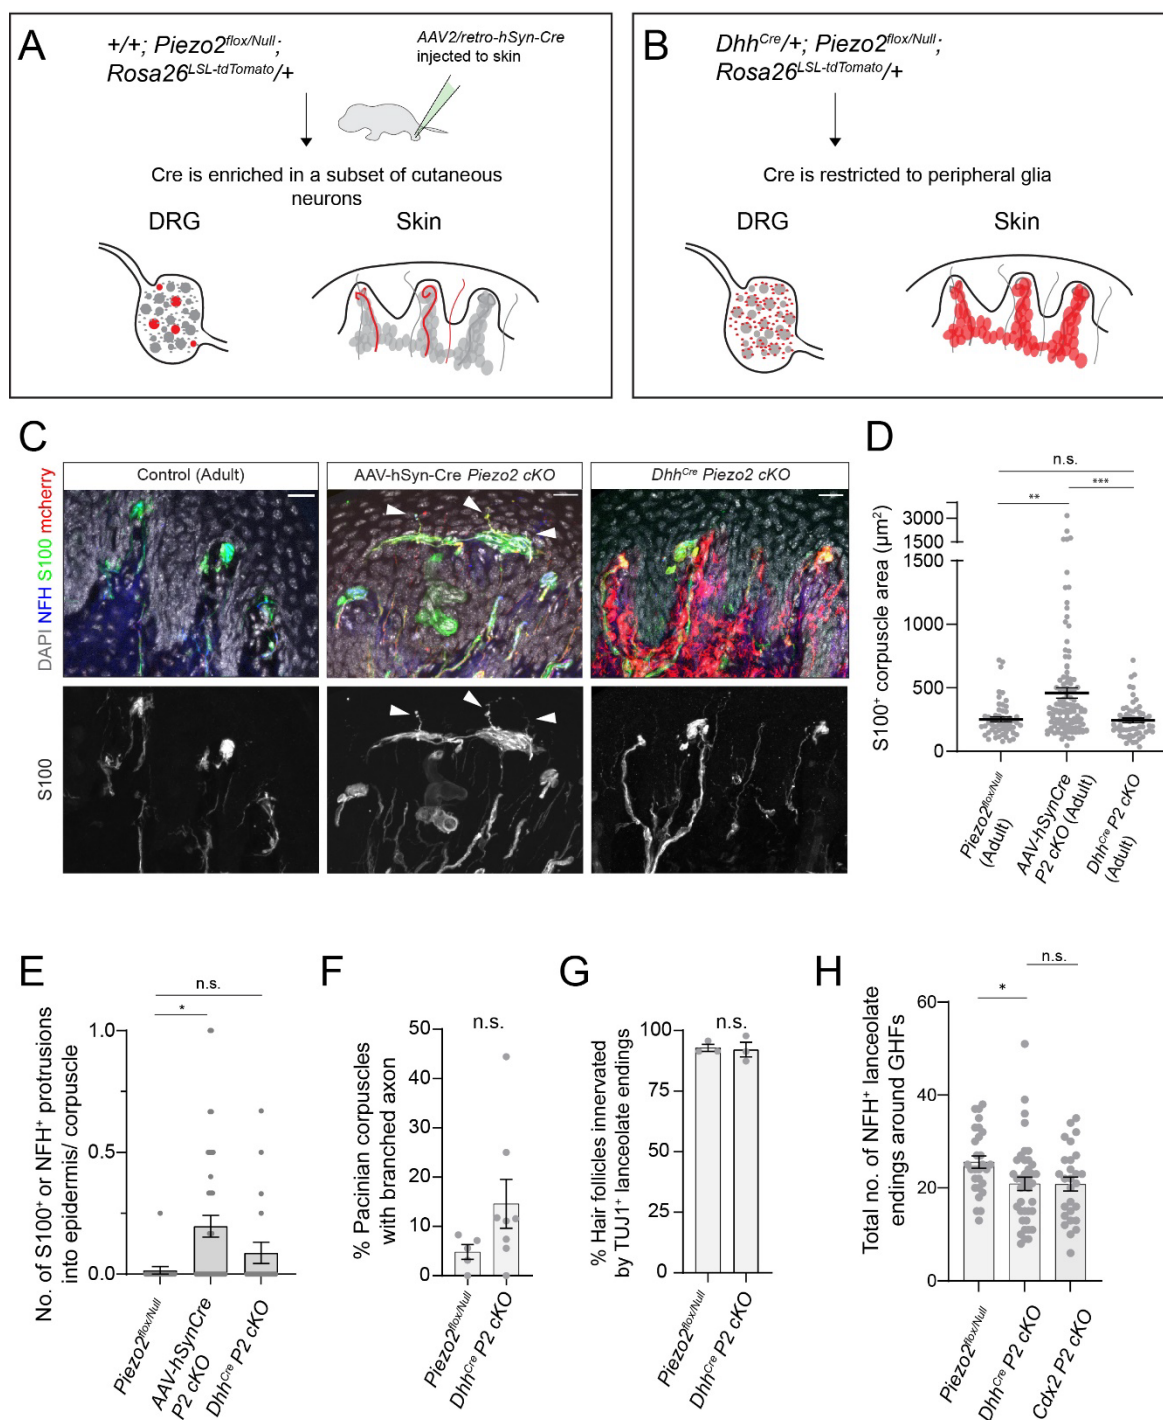 A
+/+; Piezo2flox/Null;
Rosa26LSL-tdTomato/+
AAV2/retro-hSyn-Cre
injected to skin
Cre is enriched in a subset of cutaneous
neurons
DRG
Skin
B
DhhCre/+; Piezo2flox/Null;
Rosa26LSL-tdTomato/+
Cre is restricted to peripheral glia
DRG
Skin
C
Control (Adult)
AAV-hSyn-Cre Piezo2 cKO
DhhCre Piezo2 cKO
DAPI NFH S100 mcherry
S100
D
n.s.
**
***
S100+ corpuscle area (µm2)
3000
1500
1500
1000
500
0
Piezo2flox/Null
(Adult)
AAV-hSynCre
P2 cKO (Adult)
DhhCre P2 cKO
(Adult)
E
n.s.
*
No. of S100+ or NFH+ protrusions
into epidermis/ corpuscle
1.0
0.5
0.0
Piezo2flox/Null
AAV-hSynCre
P2 cKO
DhhCre P2 cKO
F
n.s.
% Pacinian corpuscles
with branched axon
50
40
30
20
10
0
Piezo2flox/Null
DhhCre P2 cKO
G
n.s.
% Hair follicles innervated
by TUJ1+ lanceolate endings
100
75
50
25
0
Piezo2flox/Null
DhhCre P2 cKO
H
n.s.
*
Total no. of NFH+ lanceolate
endings around GHFs
60
40
20
0
Piezo2flox/Null
DhhCre P2 cKO
Cdx2 P2 cKO